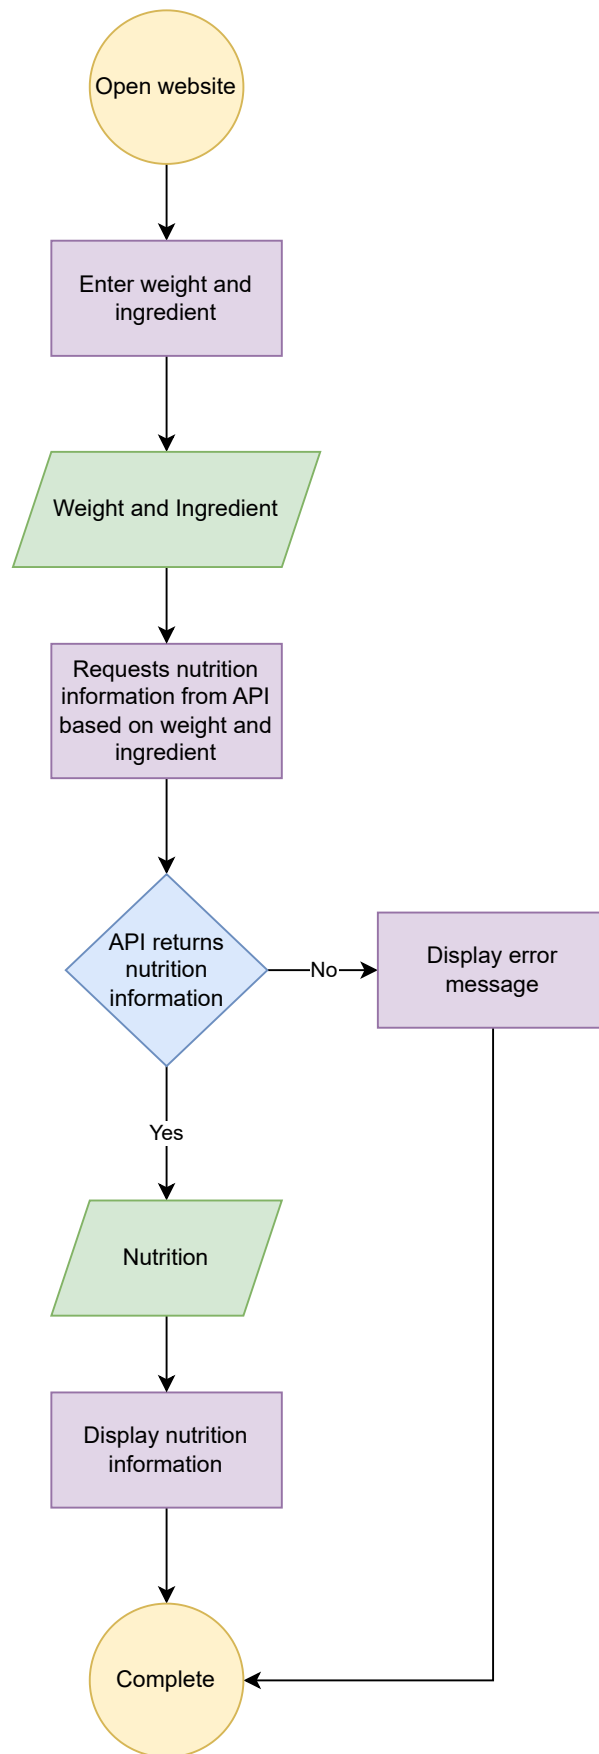 Open website
Enter weight and
ingredient
Weight and Ingredient
Requests nutrition
information from API
based on weight and
ingredient
API returns
nutrition
information
No
Display error
message
Yes
Nutrition
Display nutrition
information
Complete